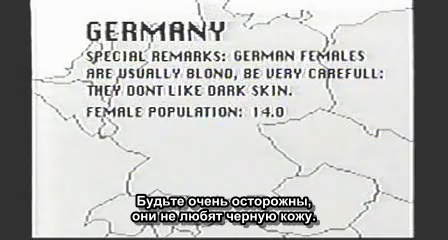 GERMANY
SPECIAL REMARKS: GERMAN FEMALES
ARE USUALLY BLOND, BE VERY CAREFULL:
THEY DONT LIKE DARK SKIN.
FEMALE POPULATION: 14.0
Будьте очень осторожны,
они не любят черную кожу.